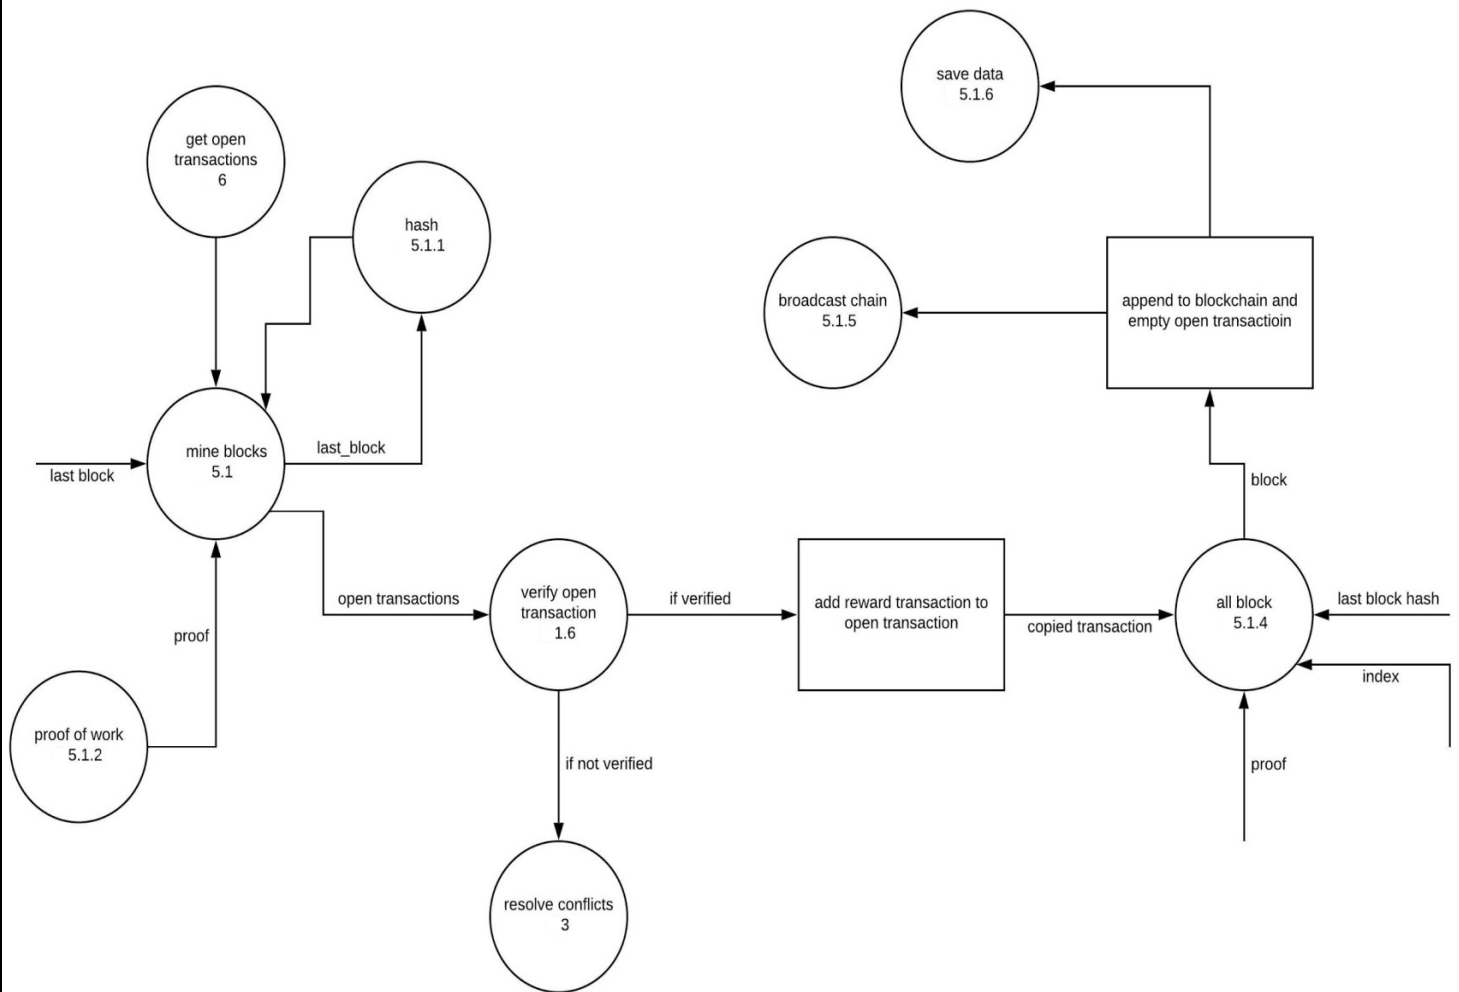 save data
5.1.6
get open
transactions
6
hash
5.1.1
broadcast chain
5.1.5
append to blockchain and
empty open transactioin
mine blocks
5.1
last_block
last block
block
open transactions
verify open
transaction
1.6
if verified
add reward transaction to
open transaction
copied transaction
all block
5.1.4
last block hash
index
proof
proof of work
5.1.2
if not verified
proof
resolve conflicts
3